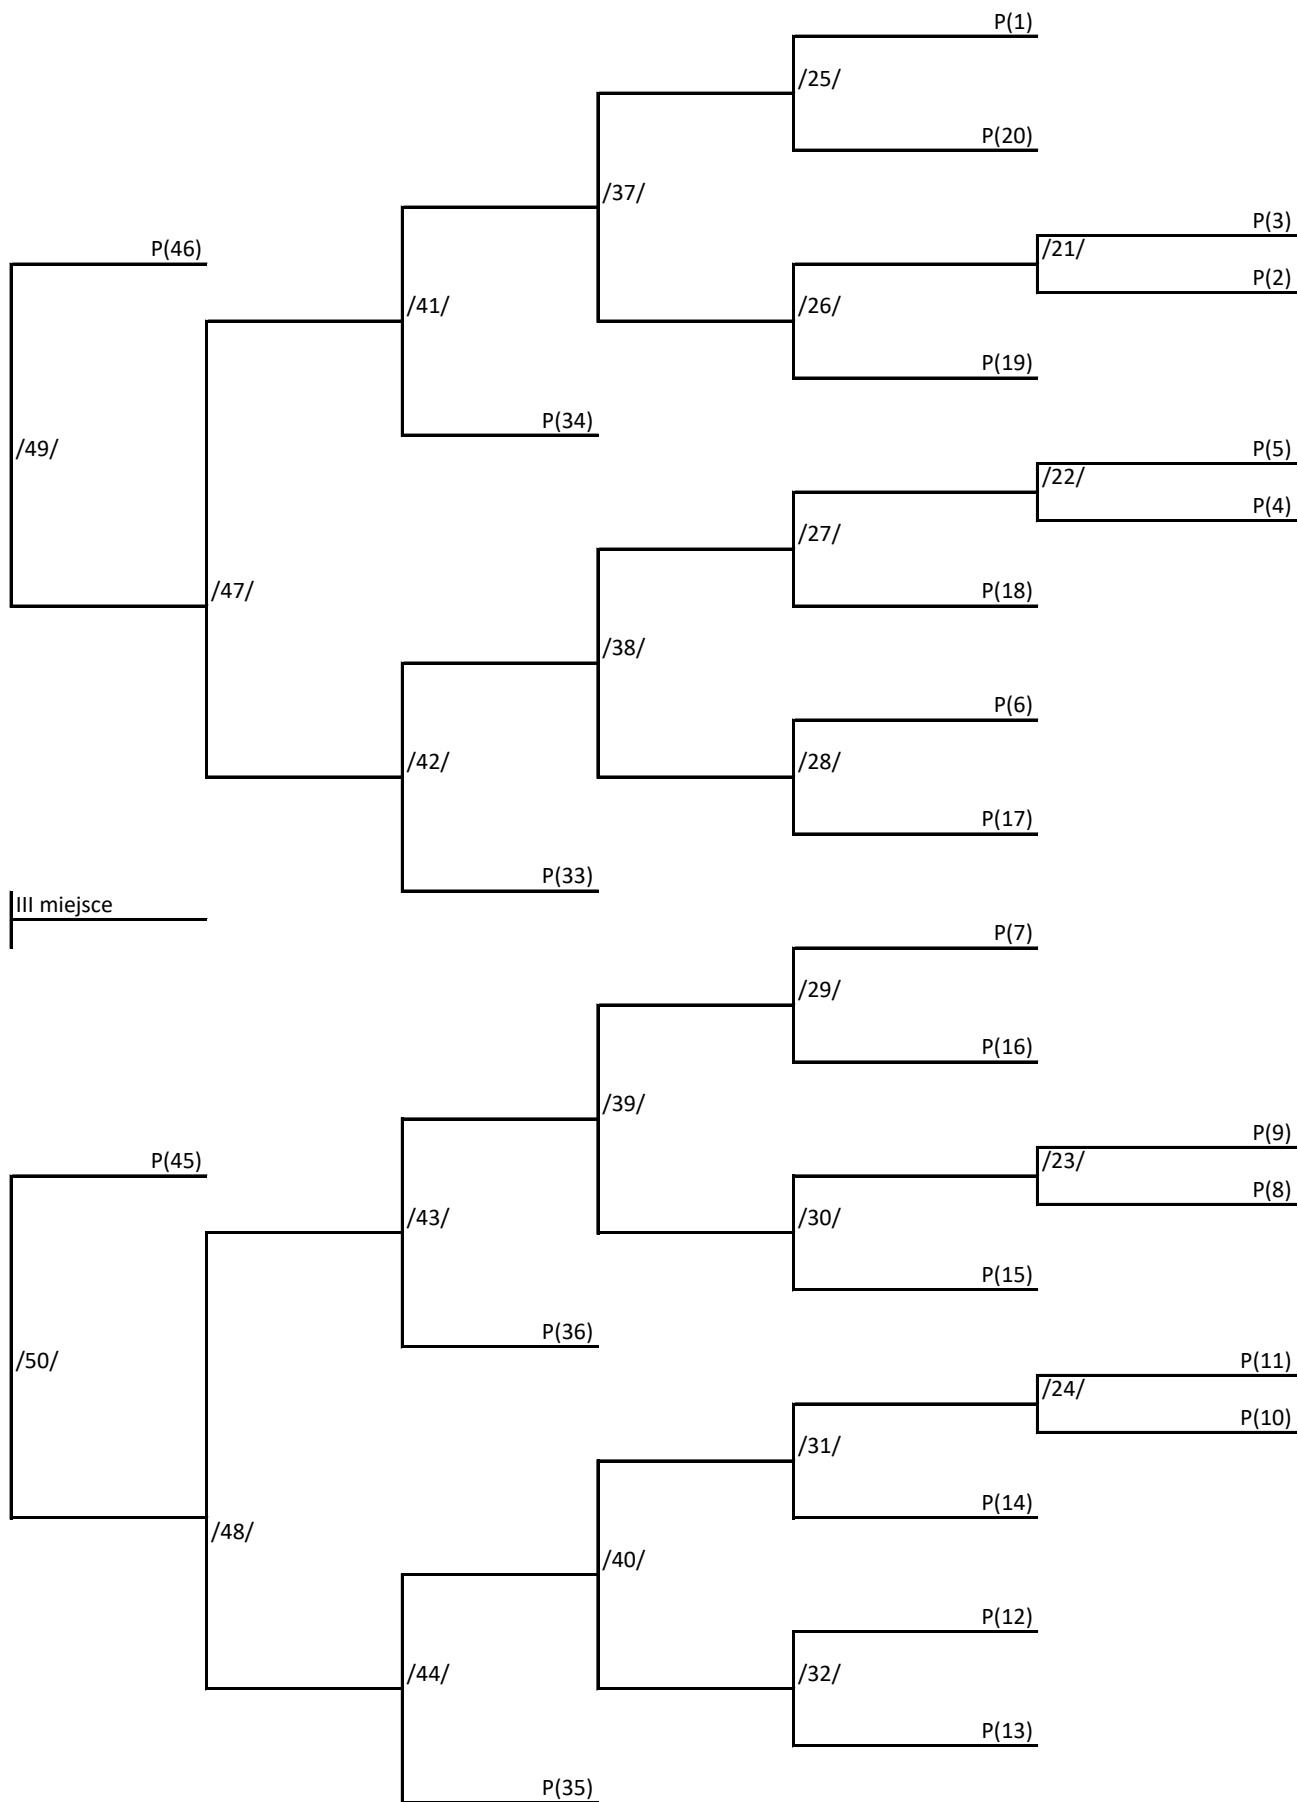 P(1)
/25/
P(20)
/37/
P(3)
/21/
P(46)
P(2)
/41/
/26/
P(19)
P(34)
/49/
P(5)
/22/
P(4)
/27/
/47/
P(18)
/38/
P(6)
/42/
/28/
P(17)
P(33)
III miejsce
P(7)
/29/
P(16)
/39/
P(9)
P(45)
/23/
P(8)
/43/
/30/
P(15)
P(36)
/50/
P(11)
/24/
P(10)
/31/
P(14)
/48/
/40/
P(12)
/44/
/32/
P(13)
P(35)